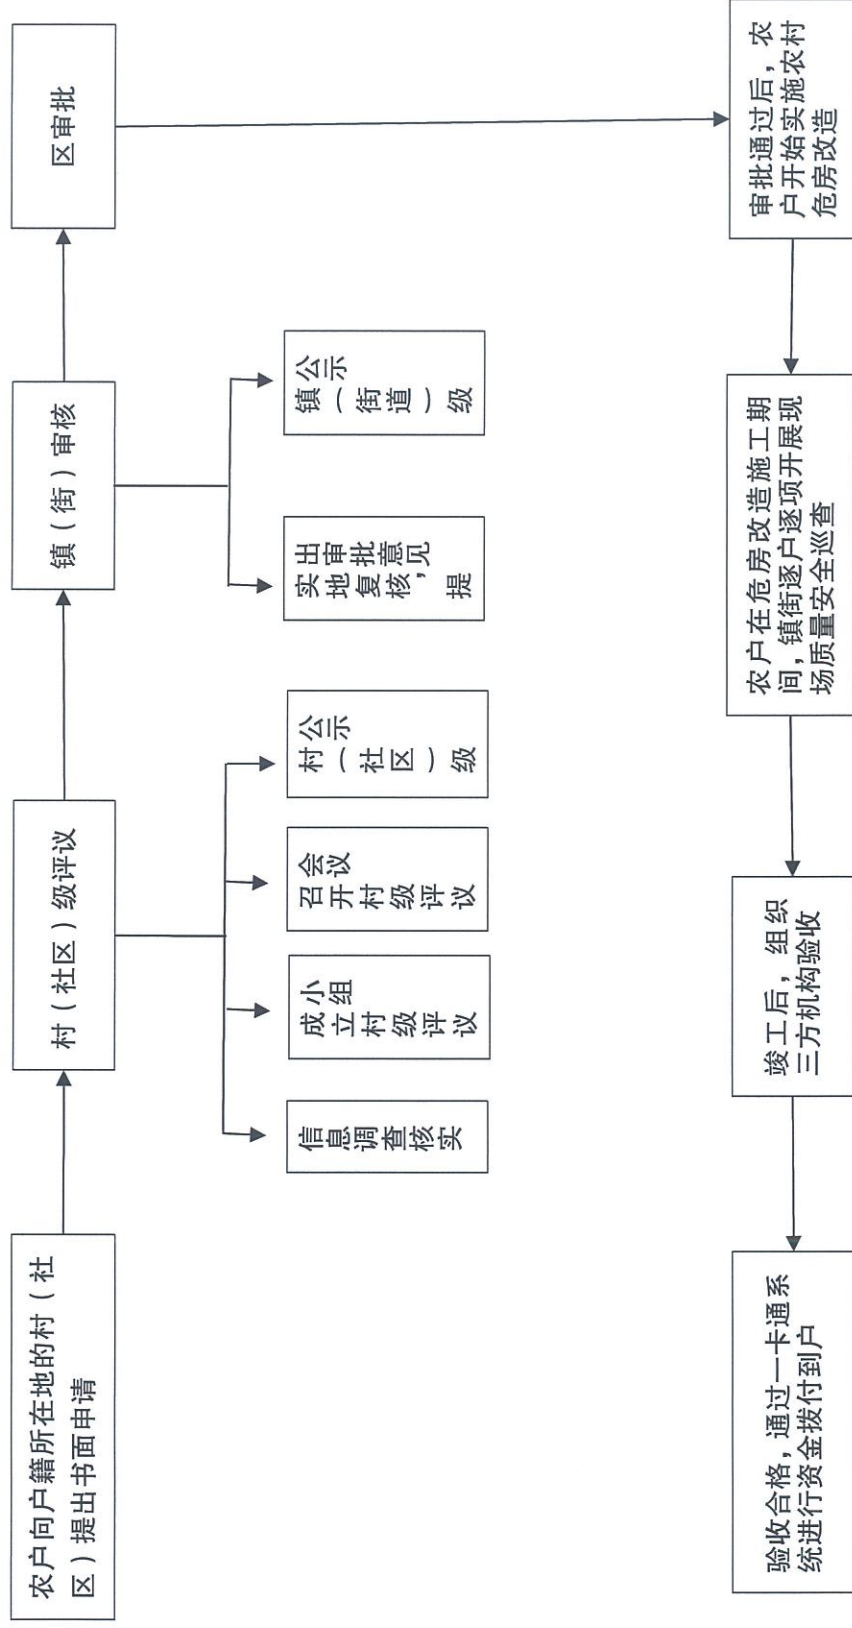 农户向户籍所在地的村（社
区）提出书面申请
村（社区）级评议
镇（街）审核
区审批
信息调查核实
成立村级评议
小组
召开村级评议
会议
村（社区）级
公示
实地复核，提
出审批意见
镇（街道）级
公示
审批通过后，农
户开始实施农村
危房改造
农户在危房改造施工期
间，镇街逐户逐项开展现
场质量安全巡查
竣工后，组织
三方机构验收
验收合格，通过一卡通系
统进行资金拨付到户